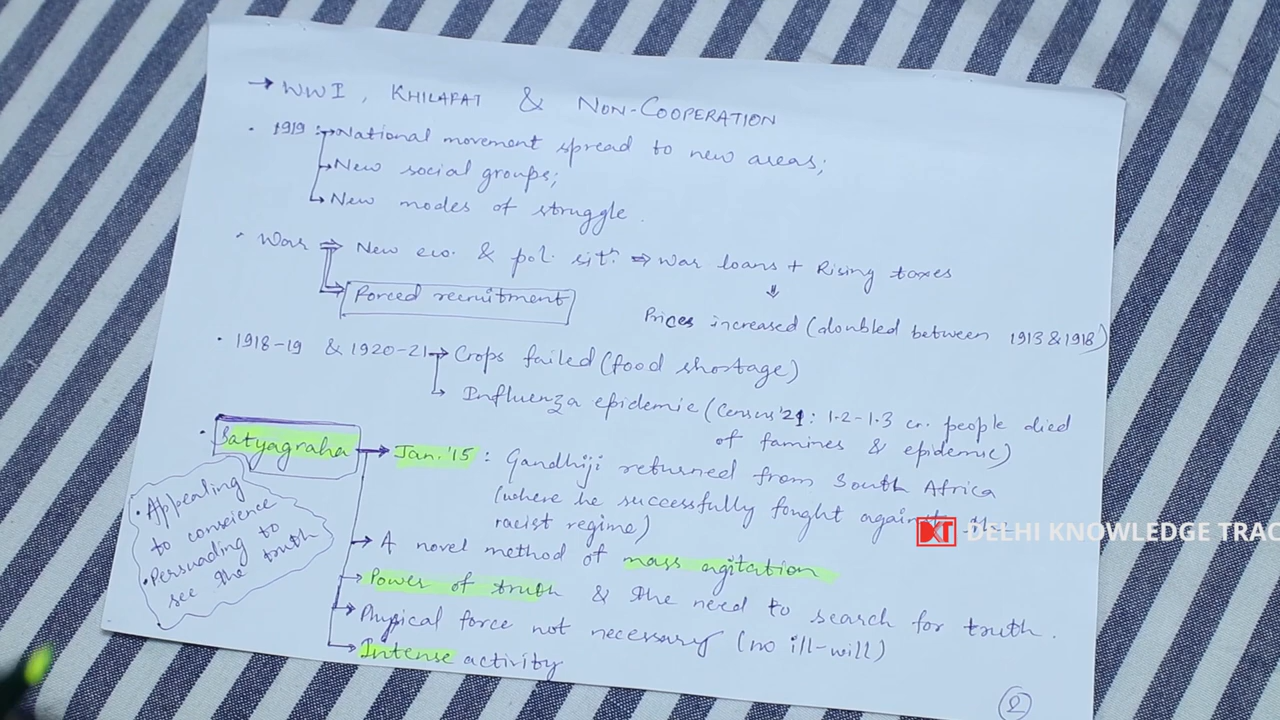 → WWI, KHILAFAT & NON-COOPERATION
• 1919 :→ National movement spread to new areas;
→ New social groups;
→ New modes of struggle.
• War ⇒ New eco. & pol. sitⁿ. ⇒ War loans + Rising taxes
⇓
⇒ Forced recruitment
Prices increased (doubled between 1913 & 1918)
• 1918-19 & 1920-21 → Crops failed (food shortage)
→ Influenza epidemic (Census '21: 1.2-1.3 cr. people died
of famines & epidemic)
• Satyagraha → Jan. '15 : Gandhiji returned from South Africa
(where he successfully fought against the
racist regime)
• Appealing
to conscience
• Persuading to
see the truth
→ A novel method of mass agitation
→ Power of truth & the need to search for truth.
→ Physical force not necessary (no ill-will)
→ Intense activity
2
DKT DELHI KNOWLEDGE TRAC